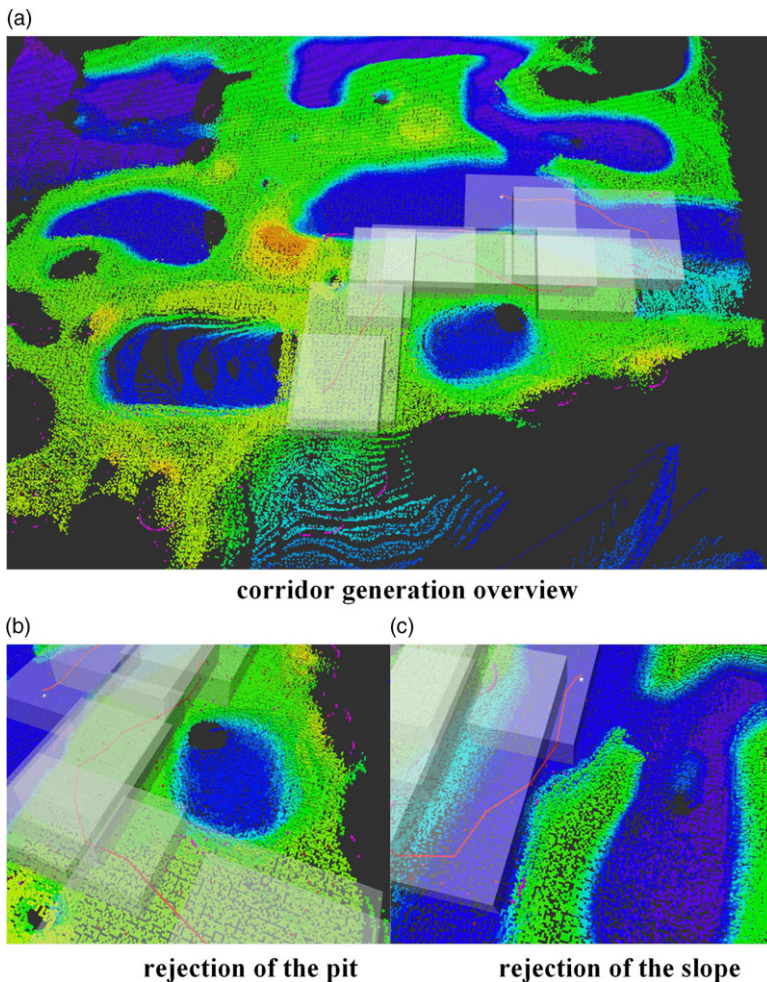 (a)
corridor generation overview
(b)
(c)
rejection of the pit
rejection of the slope